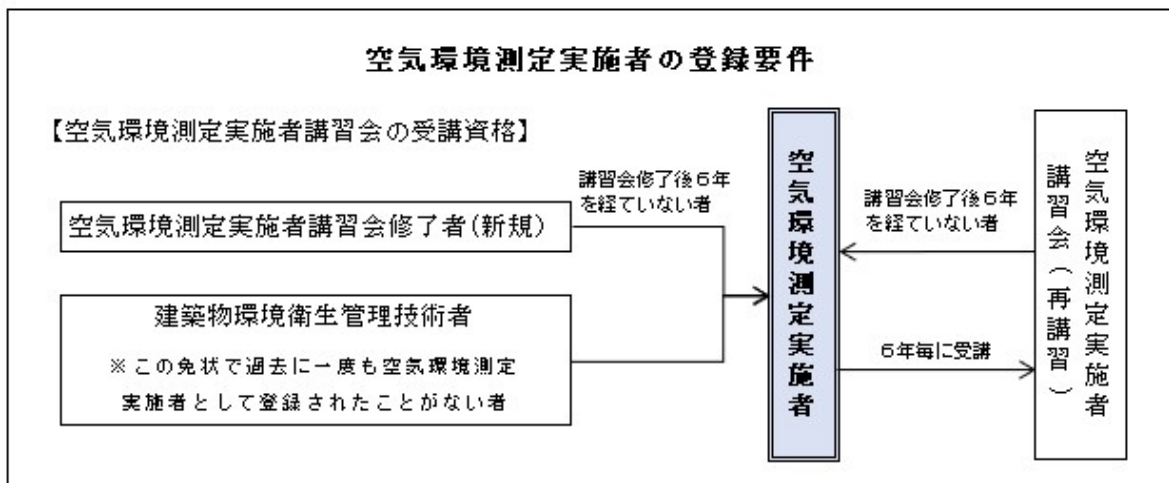 空気環境測定実施者の登録要件
【空気環境測定実施者講習会の受講資格】
空気環境測定実施者講習会修了者(新規)
講習会修了後6年
を経ていない者
建築物環境衛生管理技術者
※この免状で過去に一度も空気環境測定
実施者として登録されたことがない者
空気環境測定実施者
講習会修了後6年
を経ていない者
6年毎に受講
空気環境測定実施者
講習会(再講習)